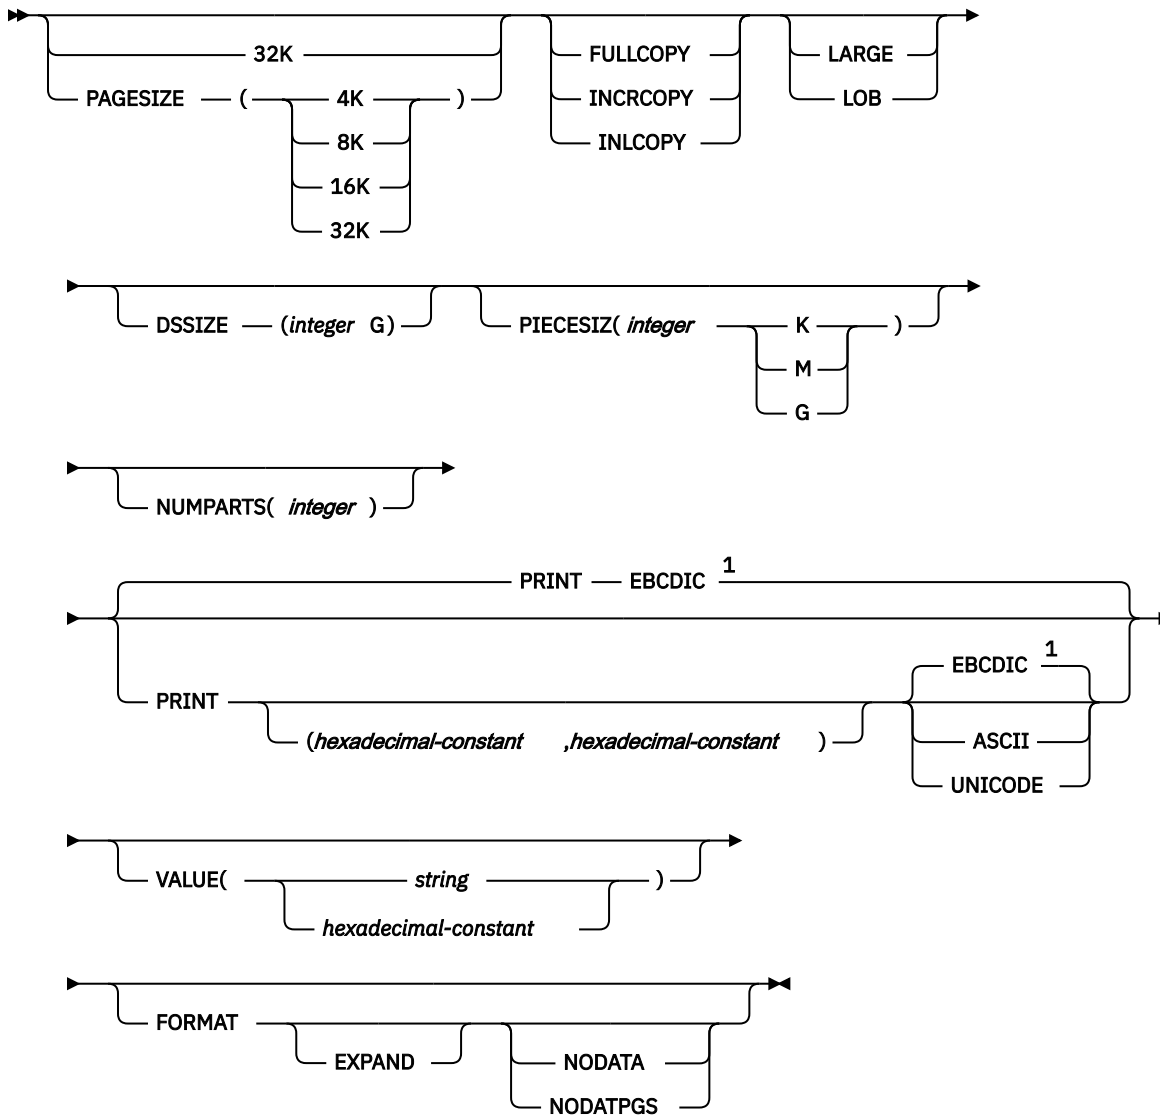 32K FULLCOPY LARGE
PAGESIZE ( 4K ) INCRCOPY LOB
8K INLCOPY
16K
32K
DSSIZE (integer G) PIECESIZ( integer K )
M
G
NUMPARTS( integer )
PRINT EBCDIC 1
EBCDIC 1
PRINT
(hexadecimal-constant ,hexadecimal-constant ) ASCII
UNICODE
VALUE( string )
hexadecimal-constant
FORMAT
EXPAND NODATA
NODATPGS